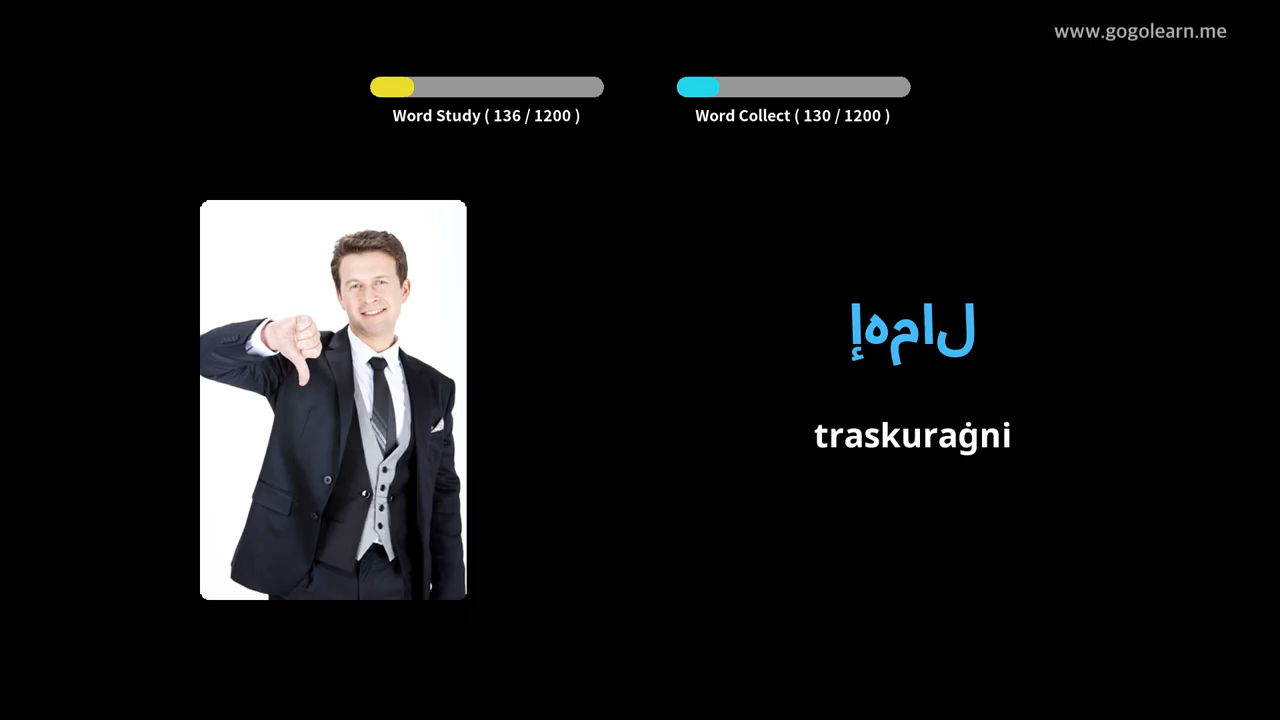 www.gogolearn.me
Word Study ( 136 / 1200 )
Word Collect ( 130 / 1200 )
إهمال
traskuraġni